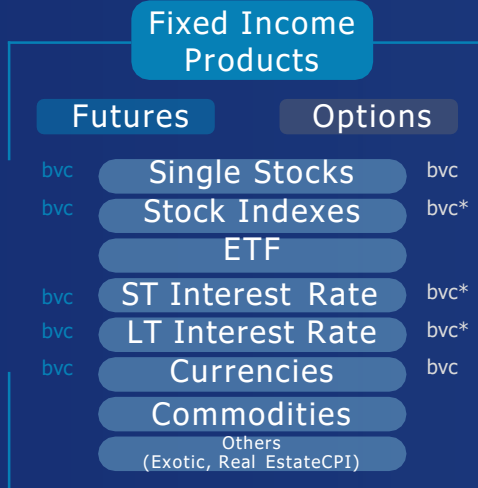 Fixed Income
Products
Futures Options
bvc Single Stocks bvc
bvc Stock Indexes bvc*
ETF
bvc ST Interest Rate bvc*
bvc LT Interest Rate bvc*
bvc Currencies bvc
Commodities
Others
(Exotic, Real EstateCPI)